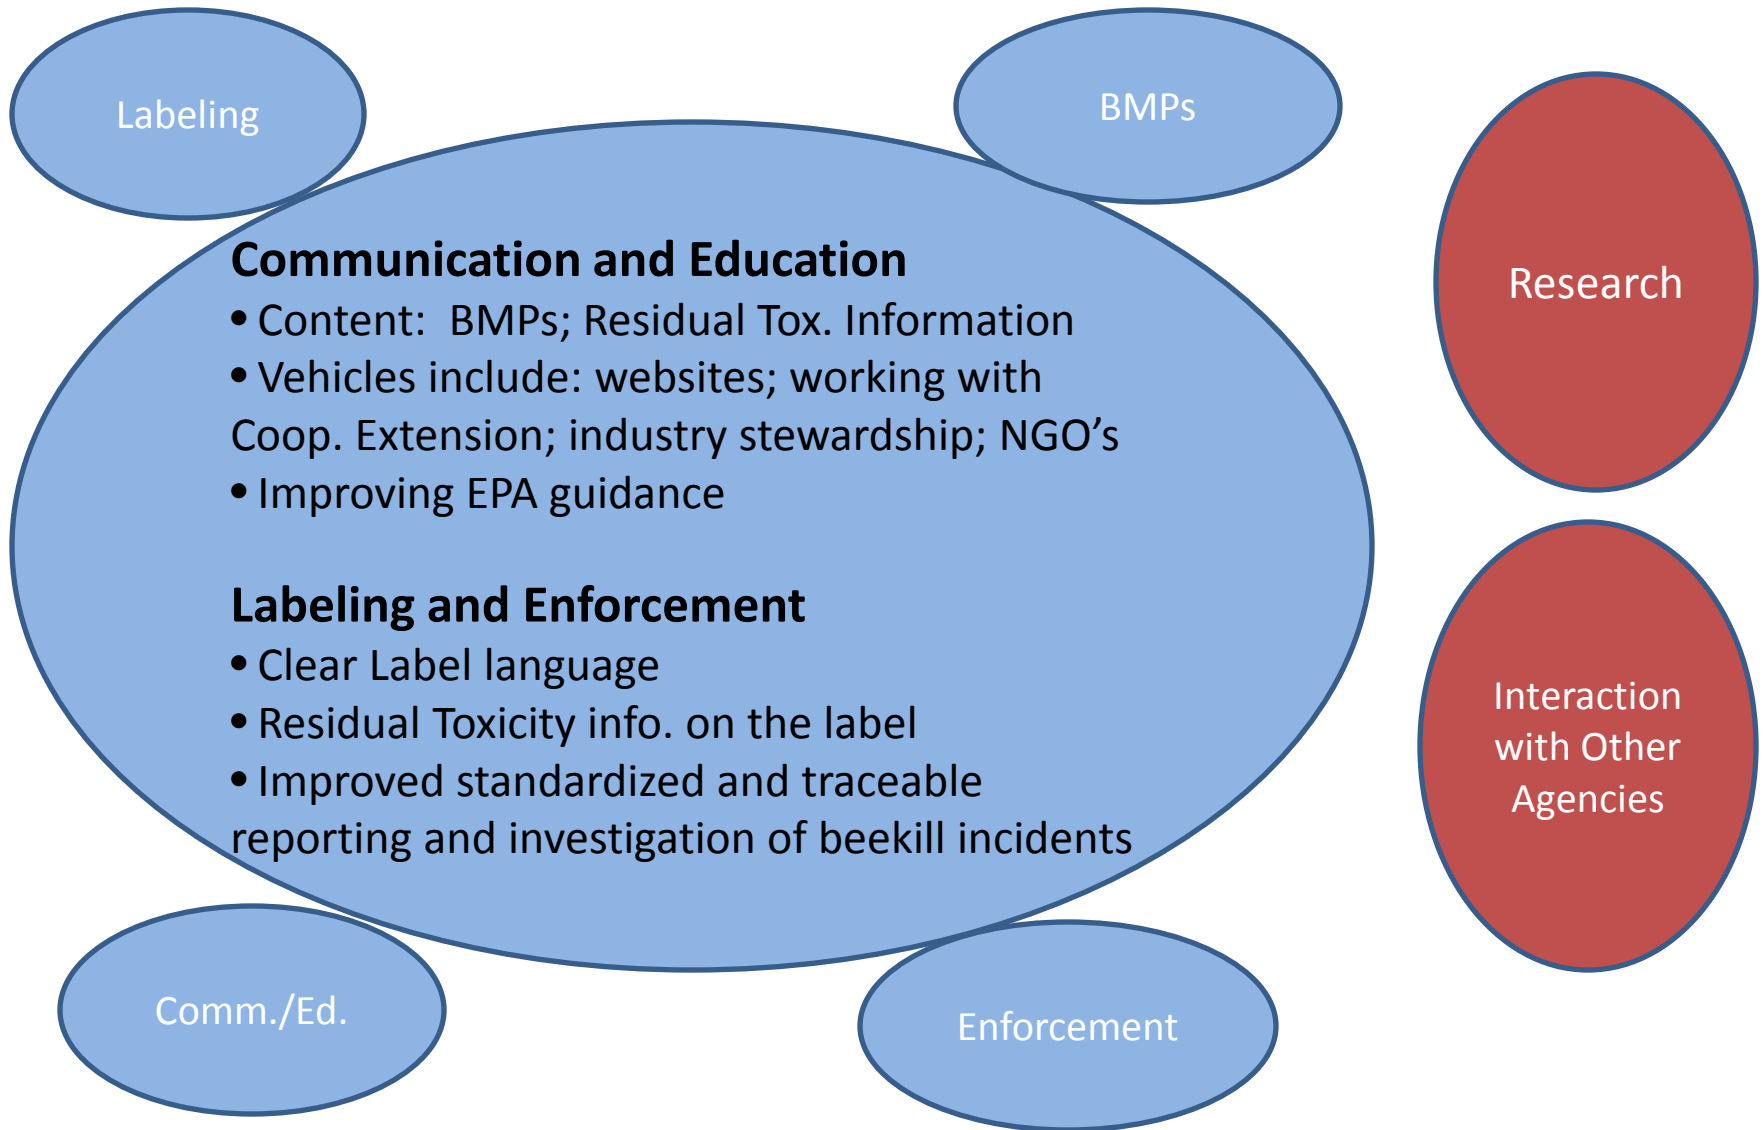 Labeling
BMPs
Communication and Education
• Content:  BMPs; Residual Tox. Information
• Vehicles include: websites; working with
Coop. Extension; industry stewardship; NGO’s
• Improving EPA guidance
Labeling and Enforcement
• Clear Label language
• Residual Toxicity info. on the label
• Improved standardized and traceable
reporting and investigation of beekill incidents
Comm./Ed.
Enforcement
Research
Interaction
with Other
Agencies